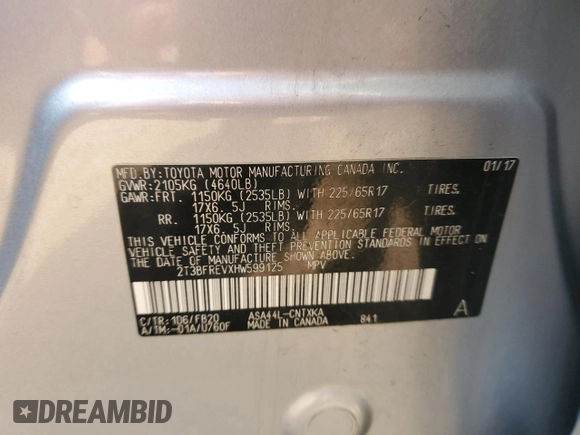 MFD.BY:TOYOTA MOTOR MANUFACTURING CANADA INC. 01/17
GVWR:2105KG (4640LB)
GAWR:FRT. 1150KG (2535LB) WITH 225/65R17 TIRES.
17X6. 5J RIMS.
RR. 1150KG (2535LB) WITH 225/65R17 TIRES.
17X6. 5J RIMS.
THIS VEHICLE CONFORMS TO ALL APPLICABLE FEDERAL MOTOR
VEHICLE SAFETY AND THEFT PREVENTION STANDARDS IN EFFECT ON
THE DATE OF MANUFACTURE SHOWN ABOVE.
2T3BFREVXHW599125 MPV
C/TR:1D6/FB20 ASA44L-CNTXKA A
A/TM:-01A/U760F MADE IN CANADA 841
DREAMBID